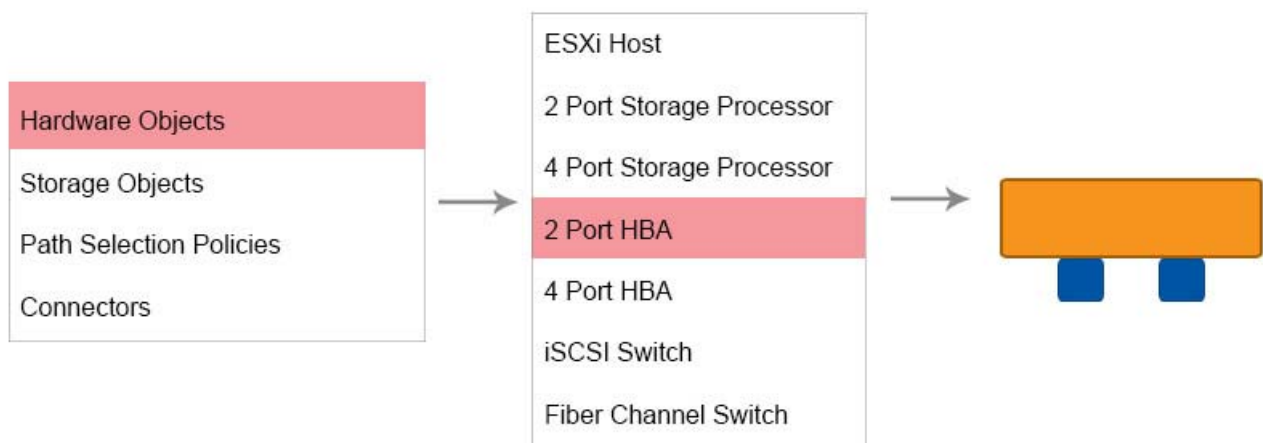 Hardware Objects
Storage Objects
Path Selection Policies
Connectors
ESXi Host
2 Port Storage Processor
4 Port Storage Processor
2 Port HBA
4 Port HBA
iSCSI Switch
Fiber Channel Switch